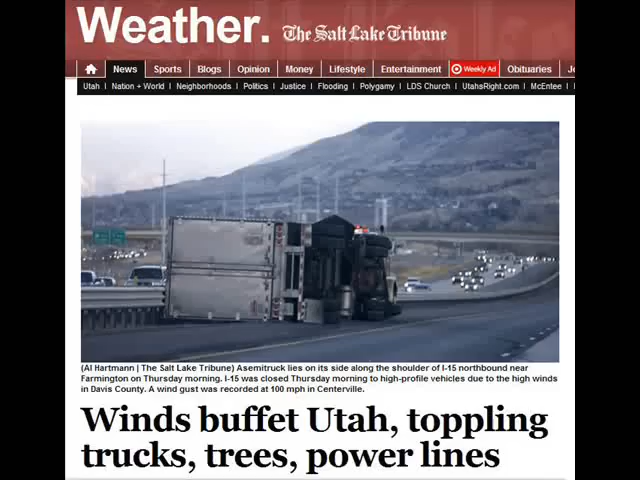 Weather. The Salt Lake Tribune
News Sports Blogs Opinion Money Lifestyle Entertainment Weekly Ad Obituaries
Utah | Nation + World | Neighborhoods | Politics | Justice | Flooding | Polygamy | LDS Church | UtahsRight.com | McEntee |
(Al Hartmann | The Salt Lake Tribune) Asemitruck lies on its side along the shoulder of I-15 northbound near
Farmington on Thursday morning. I-15 was closed Thursday morning to high-profile vehicles due to the high winds
in Davis County. A wind gust was recorded at 100 mph in Centerville.
Winds buffet Utah, toppling
trucks, trees, power lines